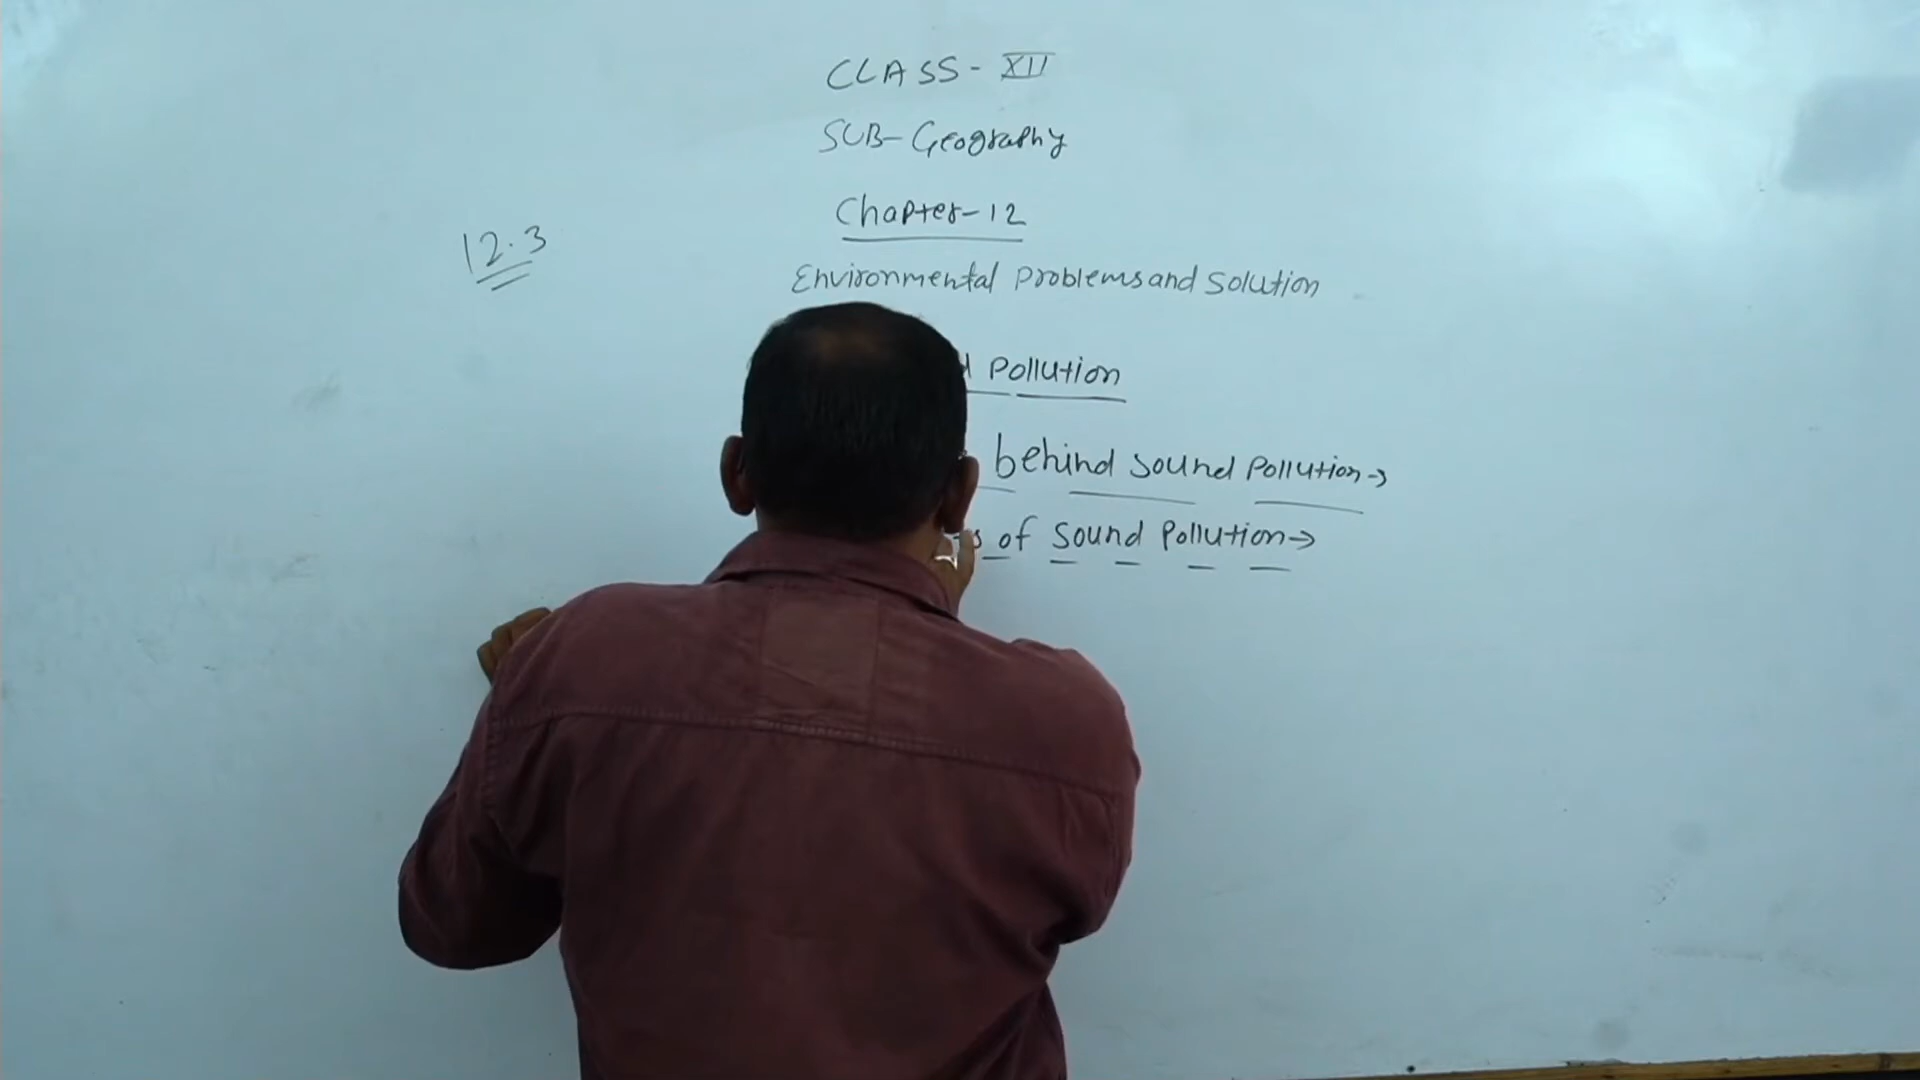 CLASS - XII
SUB- Geography
Chapter-12
12.3
Environmental Problems and Solution
Pollution
behind sound Pollution->
of Sound Pollution->